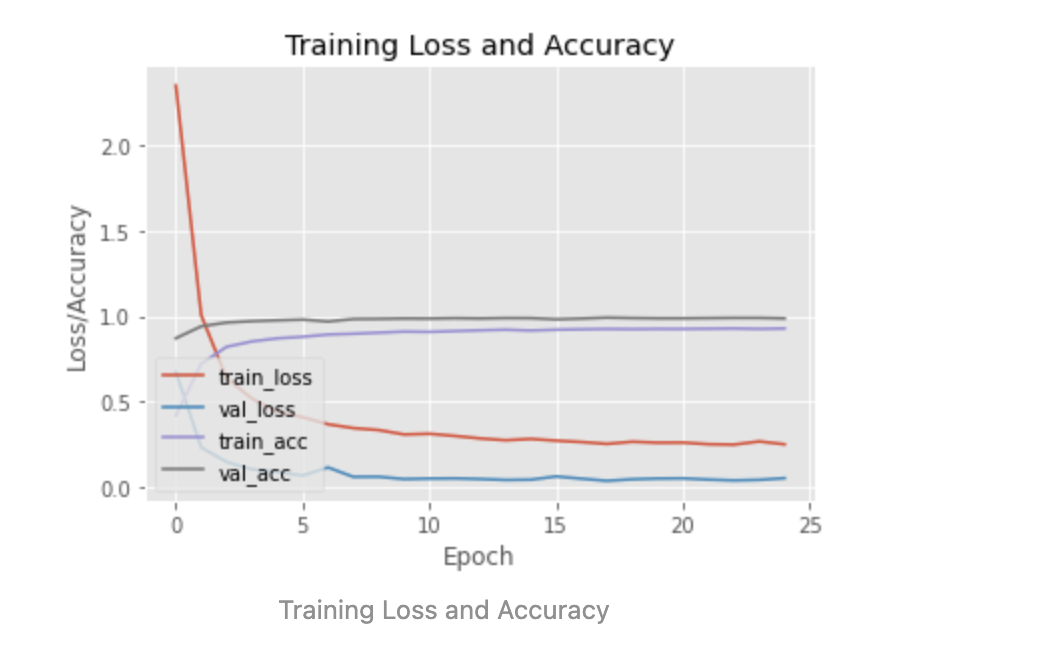 Training Loss and Accuracy
Loss/Accuracy
2.0
1.5
1.0
0.5
0.0
train_loss
val_loss
train_acc
val_acc
0 5 10 15 20 25
Epoch
Training Loss and Accuracy